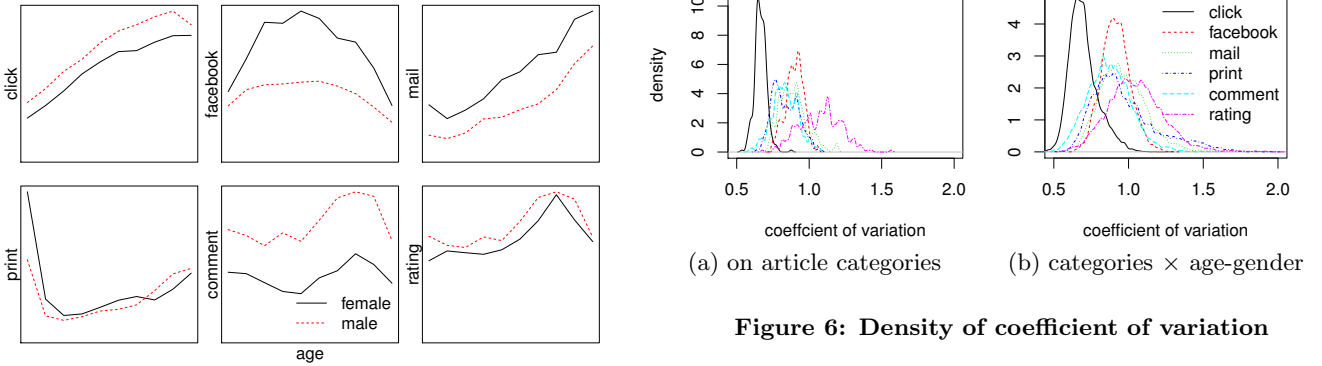 click
facebook
mail
print
comment
rating
female
male
age
density
10
8
6
4
2
0
0.5 1.0 1.5 2.0
coeffcient of variation
(a) on article categories
4
3
2
1
0
click
facebook
mail
print
comment
rating
0.5 1.0 1.5 2.0
coeffcient of variation
(b) categories × age-gender
Figure 6: Density of coefficient of variation